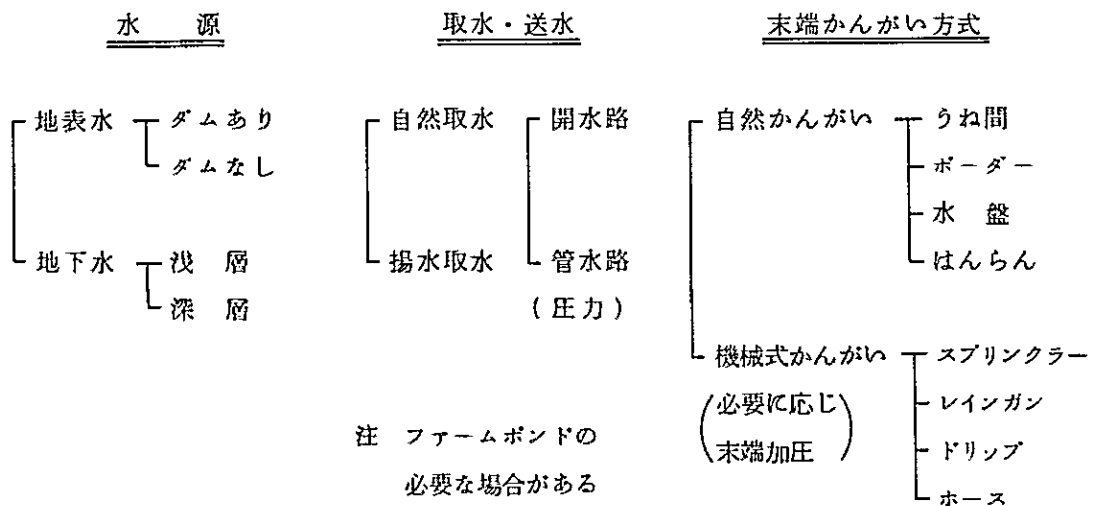 水　源
地表水
ダムあり
ダムなし
地下水
浅　層
深　層
取水・送水
自然取水
揚水取水
開水路
管水路
(圧力)
注　ファームポンドの
必要な場合がある
末端かんがい方式
自然かんがい
うね間
ボーダー
水　盤
はんらん
機械式かんがい
(必要に応じ
末端加圧)
スプリンクラー
レインガン
ドリップ
ホース